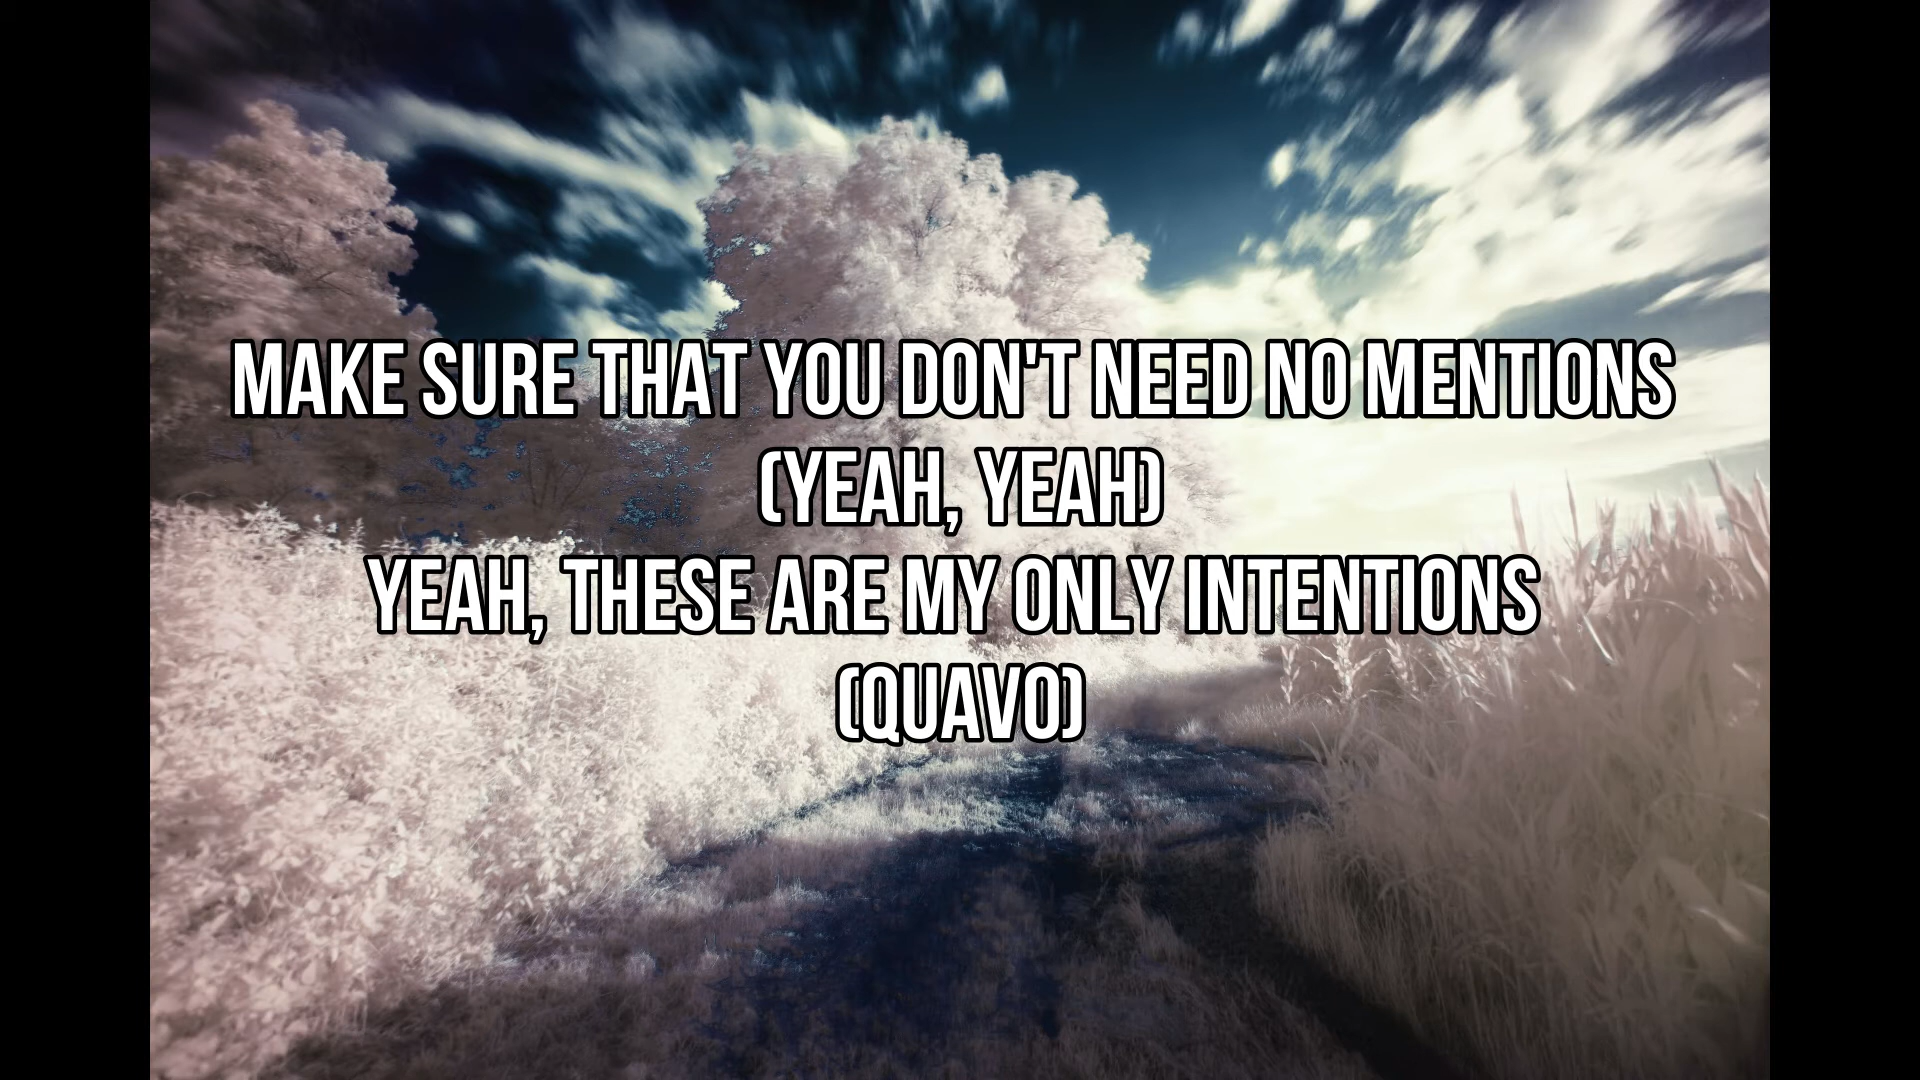 MAKE SURE THAT YOU DON'T NEED NO MENTIONS
(YEAH, YEAH)
YEAH, THESE ARE MY ONLY INTENTIONS
(QUAVO)